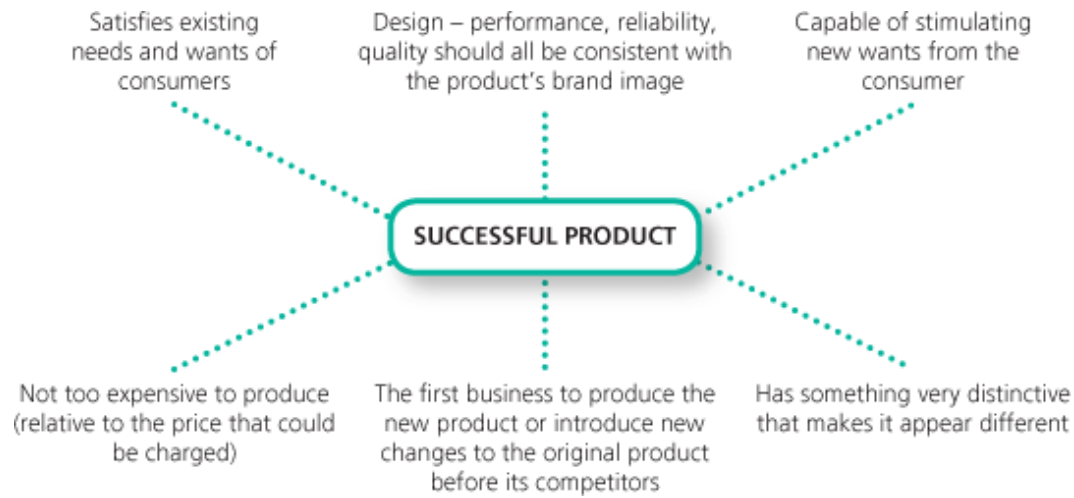 Satisfies existing
needs and wants of
consumers
Design – performance, reliability,
quality should all be consistent with
the product's brand image
Capable of stimulating
new wants from the
consumer
SUCCESSFUL PRODUCT
Not too expensive to produce
(relative to the price that could
be charged)
The first business to produce the
new product or introduce new
changes to the original product
before its competitors
Has something very distinctive
that makes it appear different